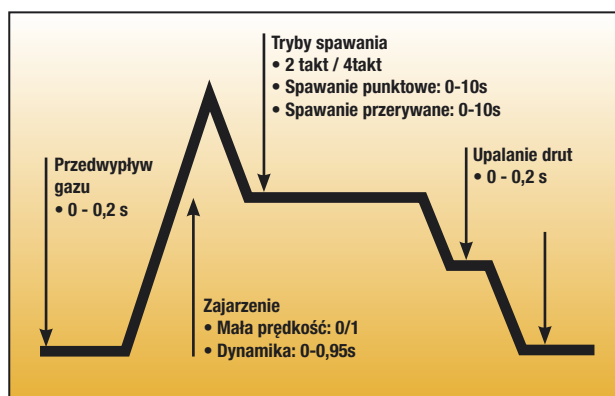 Tryby spawania
• 2 takt / 4takt
• Spawanie punktowe: 0-10s
• Spawanie przerywane: 0-10s
Przedwypływ
gazu
• 0 - 0,2 s
Upalanie drut
• 0 - 0,2 s
Zajarzenie
• Mała prędkość: 0/1
• Dynamika: 0-0,95s